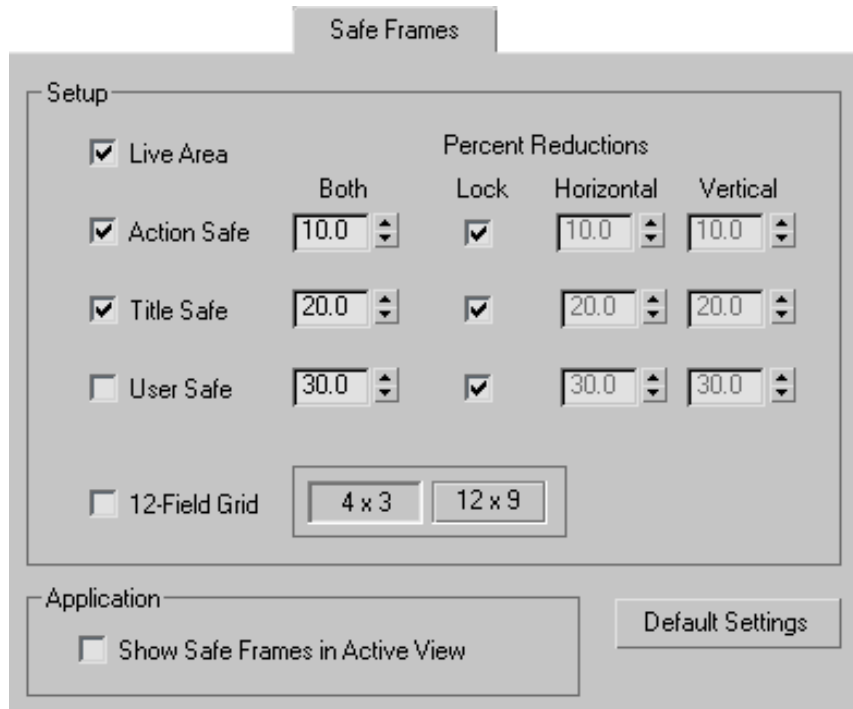 Safe Frames
Setup
Live Area
Percent Reductions
Both Lock Horizontal Vertical
Action Safe 10.0 10.0 10.0
Title Safe 20.0 20.0 20.0
User Safe 30.0 30.0 30.0
12-Field Grid 4 x 3 12 x 9
Application
Show Safe Frames in Active View
Default Settings